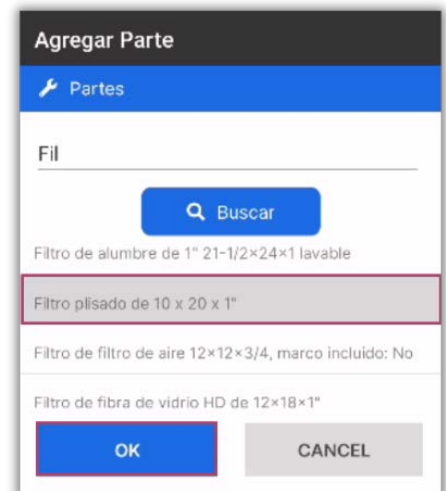 Agregar Parte
Partes
Fil
Buscar
Filtro de alumbre de 1" 21-1/2×24×1 lavable
Filtro plisado de 10 x 20 x 1"
Filtro de filtro de aire 12×12×3/4, marco incluido: No
Filtro de fibra de vidrio HD de 12×18×1"
OK CANCEL